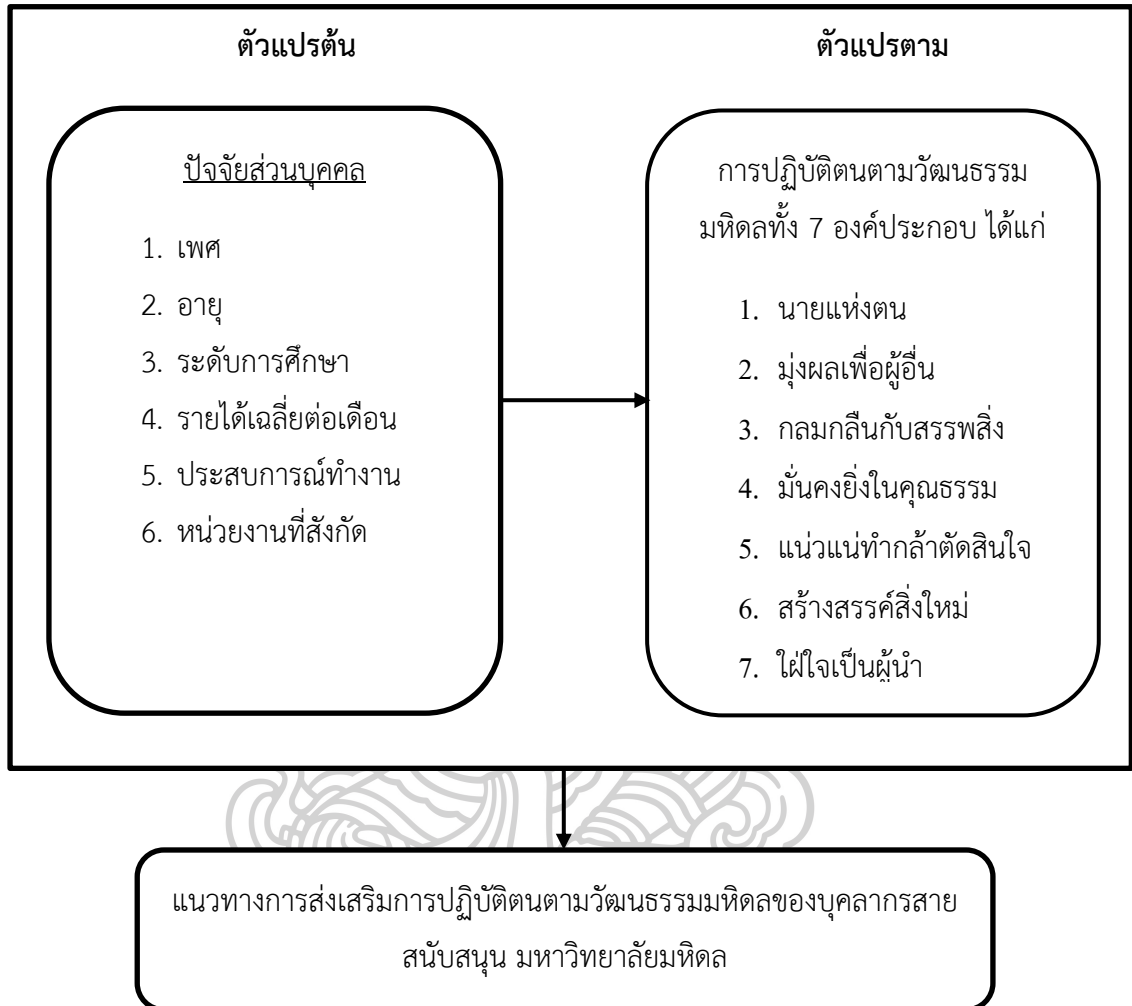 ตัวแปรต้น
ปัจจัยส่วนบุคคล
1. เพศ
2. อายุ
3. ระดับการศึกษา
4. รายได้เฉลี่ยต่อเดือน
5. ประสบการณ์ทำงาน
6. หน่วยงานที่สังกัด
ตัวแปรตาม
การปฏิบัติตนตามวัฒนธรรม
มหิดลทั้ง 7 องค์ประกอบ ได้แก่
1. นายแห่งตน
2. มุ่งผลเพื่อผู้อื่น
3. กลมกลืนกับสรรพสิ่ง
4. มั่นคงยิ่งในคุณธรรม
5. แน่วแน่ทำกล้าตัดสินใจ
6. สร้างสรรค์สิ่งใหม่
7. ใฝ่ใจเป็นผู้นำ
แนวทางการส่งเสริมการปฏิบัติตนตามวัฒนธรรมมหิดลของบุคลากรสาย
สนับสนุน มหาวิทยาลัยมหิดล